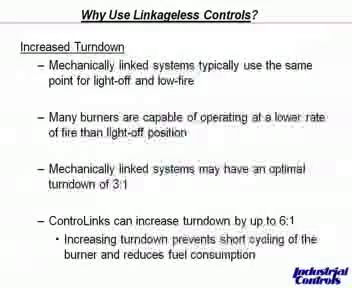 Why Use Linkageless Controls?
Increased Turndown
– Mechanically linked systems typically use the same
point for light-off and low-fire
– Many burners are capable of operating at a lower rate
of fire than light-off position
– Mechanically linked systems may have an optimal
turndown of 3:1
– ControLinks can increase turndown by up to 6:1
• Increasing turndown prevents short cycling of the
burner and reduces fuel consumption
Industrial
Controls